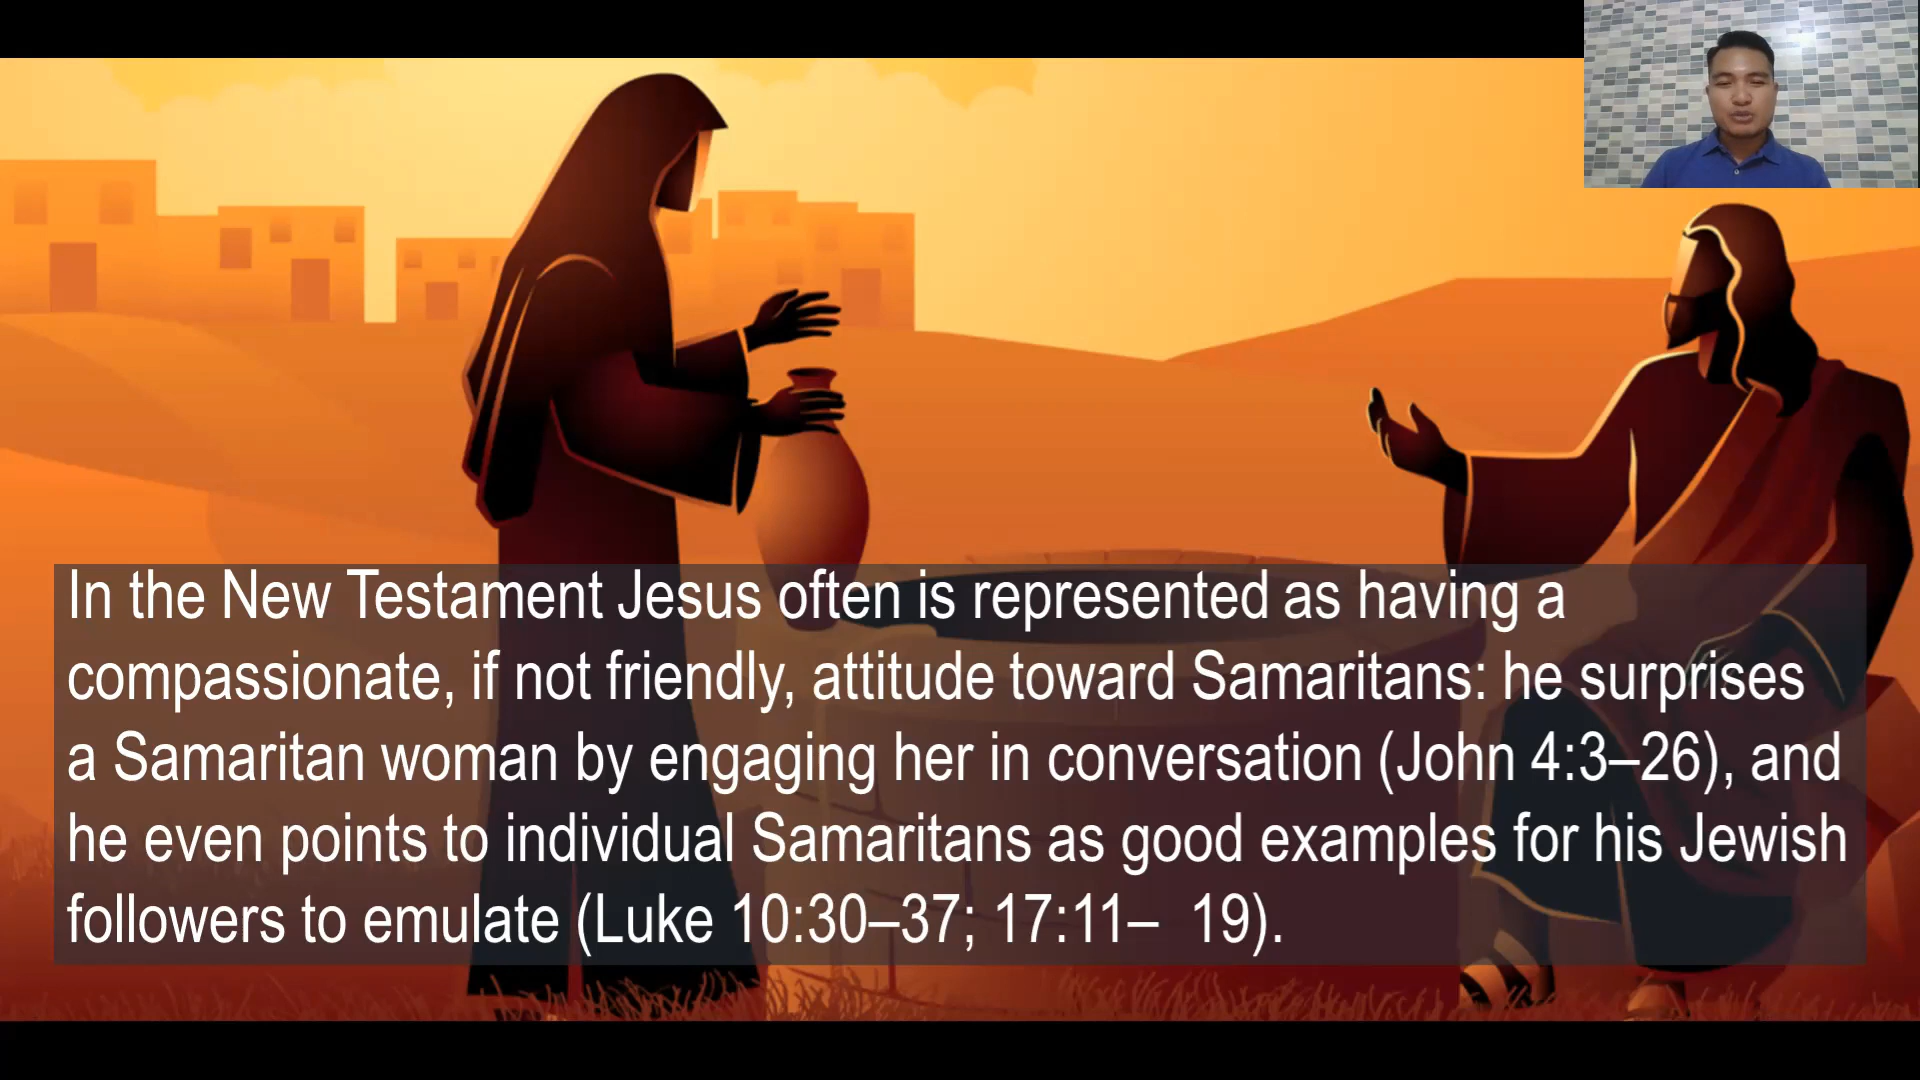 In the New Testament Jesus often is represented as having a
compassionate, if not friendly, attitude toward Samaritans: he surprises
a Samaritan woman by engaging her in conversation (John 4:3–26), and
he even points to individual Samaritans as good examples for his Jewish
followers to emulate (Luke 10:30–37; 17:11–  19).